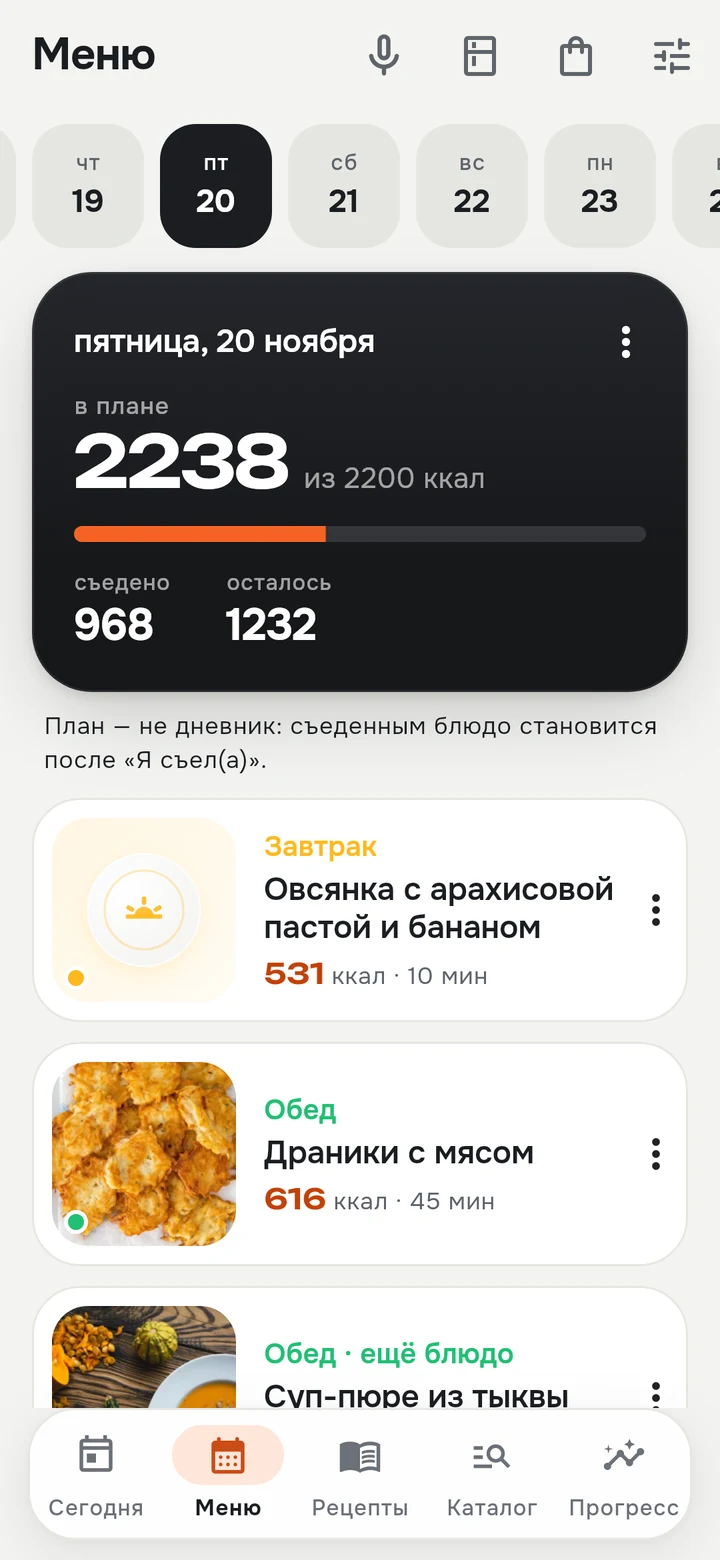 Меню
чт
19
пт
20
сб
21
вс
22
пн
23
пятница, 20 ноября
в плане
2238 из 2200 ккал
съедено
968
осталось
1232
План — не дневник: съеденным блюдо становится
после «Я съел(а)».
Завтрак
Овсянка с арахисовой
пастой и бананом
531 ккал · 10 мин
Обед
Драники с мясом
616 ккал · 45 мин
Обед · ещё блюдо
Суп-пюре из тыквы
Сегодня
Меню
Рецепты
Каталог
Прогресс